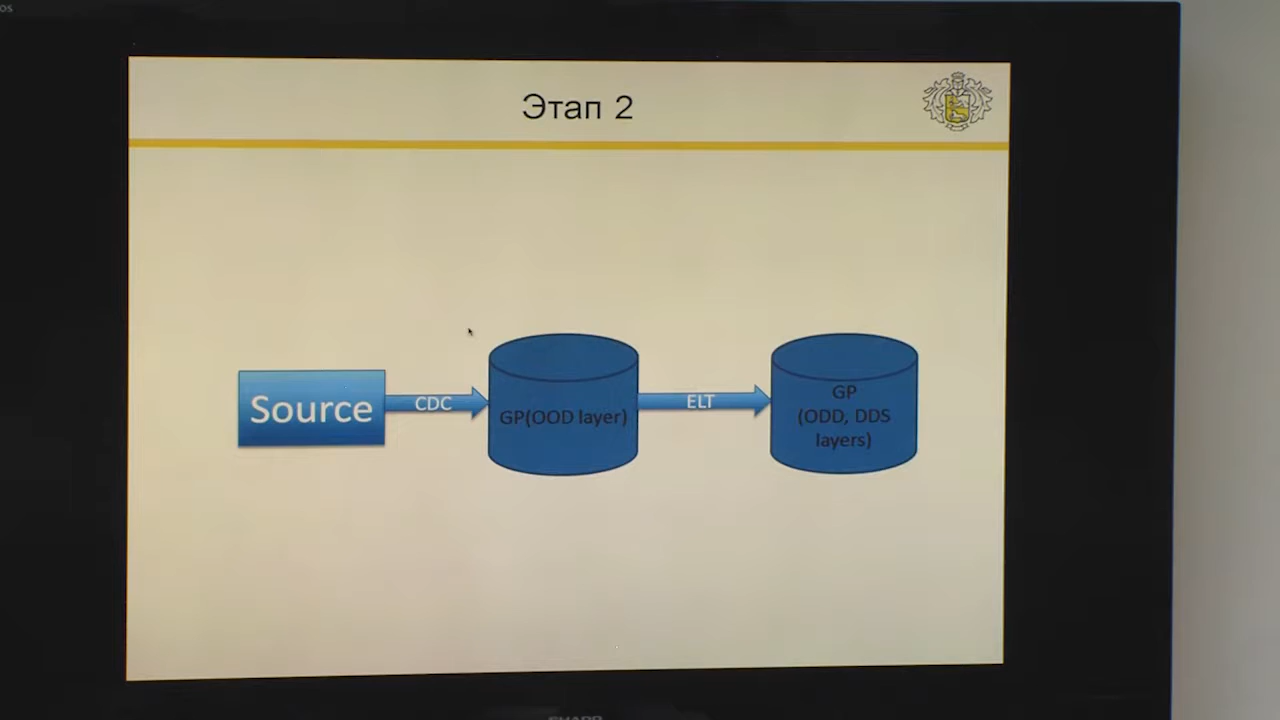 Этап 2
Source
CDC
GP(OOD layer)
ELT
GP
(ODD, DDS
layers)